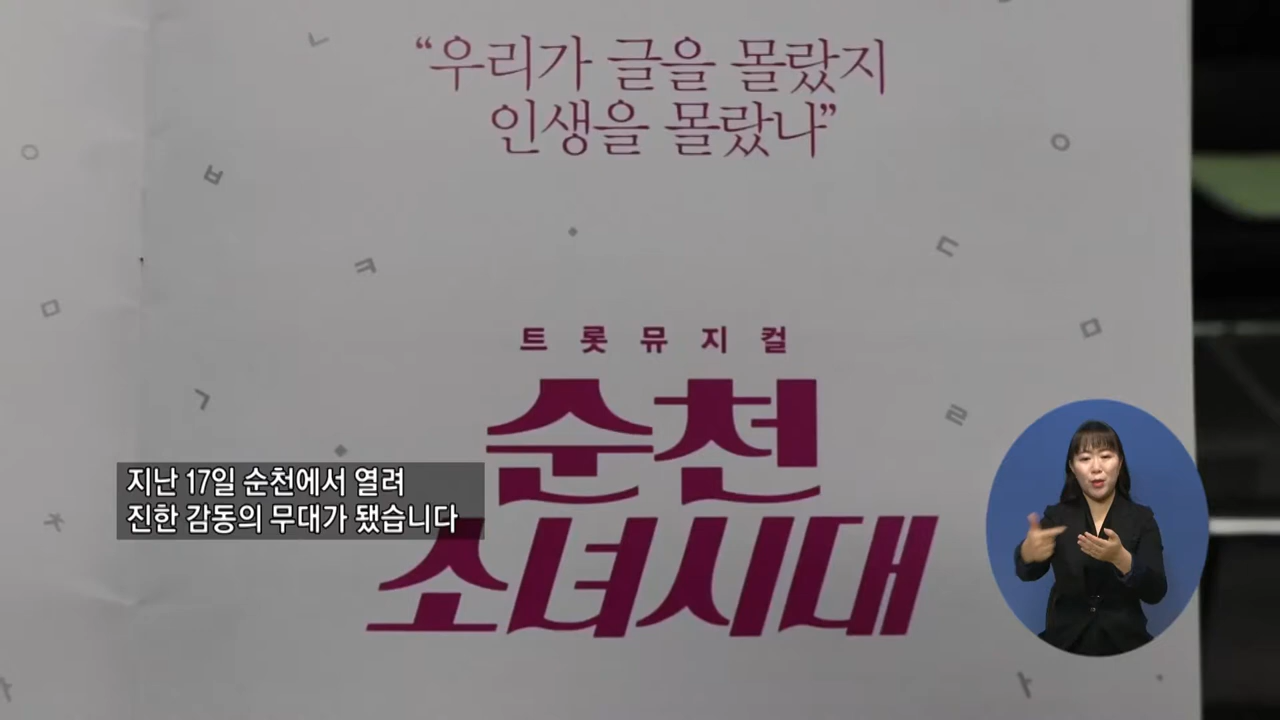 “우리가 글을 몰랐지
인생을 몰랐나”
ㄴ
ㅇ
ㅂ
ㅇ
ㅋ
ㄷ
ㅁ
ㅁ
트롯뮤지컬
ㄱ
순천
ㄹ
지난 17일 순천에서 열려
진한 감동의 무대가 됐습니다
ㅊ
소녀시대
ㅏ
ㅏ